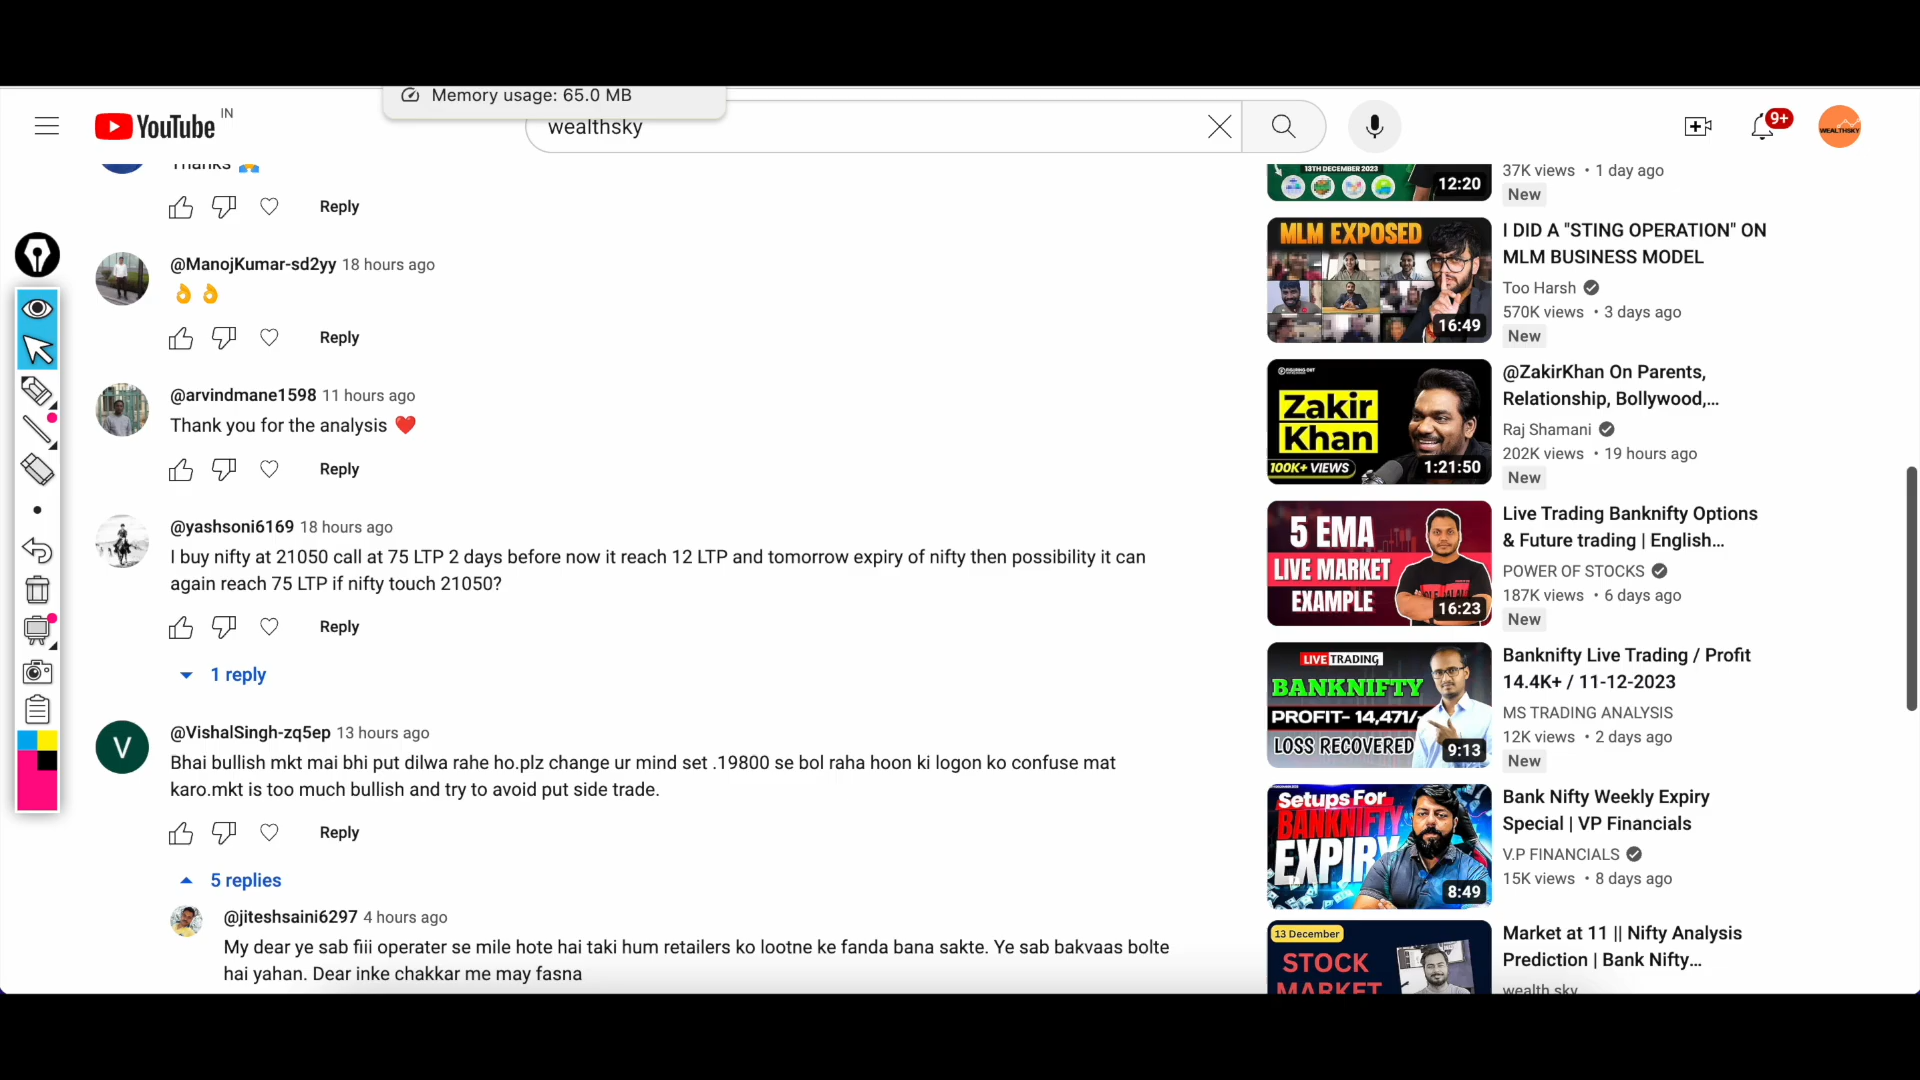 Memory usage: 65.0 MB
YouTube IN
wealthsky
9+
WEALTHSKY
Thanks 🙏
Reply
@ManojKumar-sd2yy 18 hours ago
👌 👌
Reply
@arvindmane1598 11 hours ago
Thank you for the analysis ❤️
Reply
@yashsoni6169 18 hours ago
I buy nifty at 21050 call at 75 LTP 2 days before now it reach 12 LTP and tomorrow expiry of nifty then possibility it can
again reach 75 LTP if nifty touch 21050?
Reply
1 reply
V
@VishalSingh-zq5ep 13 hours ago
Bhai bullish mkt mai bhi put dilwa rahe ho.plz change ur mind set .19800 se bol raha hoon ki logon ko confuse mat
karo.mkt is too much bullish and try to avoid put side trade.
Reply
5 replies
@jiteshsaini6297 4 hours ago
My dear ye sab fiii operater se mile hote hai taki hum retailers ko lootne ke fanda bana sakte. Ye sab bakvaas bolte
hai yahan. Dear inke chakkar me may fasna
13TH DECEMBER 2023
12:20
37K views • 1 day ago
New
MLM EXPOSED
16:49
I DID A "STING OPERATION" ON
MLM BUSINESS MODEL
Too Harsh
570K views • 3 days ago
New
FIGURING OUT
Zakir
Khan
100K+ VIEWS
1:21:50
@ZakirKhan On Parents,
Relationship, Bollywood,...
Raj Shamani
202K views • 19 hours ago
New
5 EMA
LIVE MARKET
EXAMPLE
16:23
Live Trading Banknifty Options
& Future trading | English...
POWER OF STOCKS
187K views • 6 days ago
New
LIVE TRADING
BANKNIFTY
PROFIT- 14,471/-
LOSS RECOVERED
9:13
Banknifty Live Trading / Profit
14.4K+ / 11-12-2023
MS TRADING ANALYSIS
12K views • 2 days ago
New
Setups For
BANKNIFTY
EXPIRY
8:49
Bank Nifty Weekly Expiry
Special | VP Financials
V.P FINANCIALS
15K views • 8 days ago
13 December
STOCK
MARKET
Market at 11 || Nifty Analysis
Prediction | Bank Nifty...
wealth sky